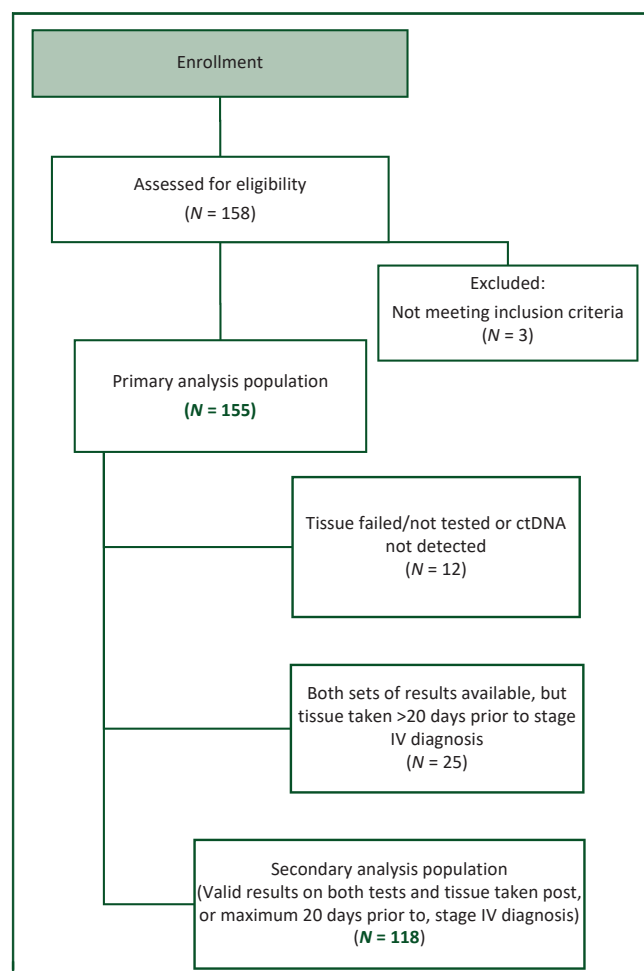 Enrollment
Assessed for eligibility
(N = 158)
Excluded:
Not meeting inclusion criteria
(N = 3)
Primary analysis population
(N = 155)
Tissue failed/not tested or ctDNA
not detected
(N = 12)
Both sets of results available, but
tissue taken >20 days prior to stage
IV diagnosis
(N = 25)
Secondary analysis population
(Valid results on both tests and tissue taken post,
or maximum 20 days prior to, stage IV diagnosis)
(N = 118)